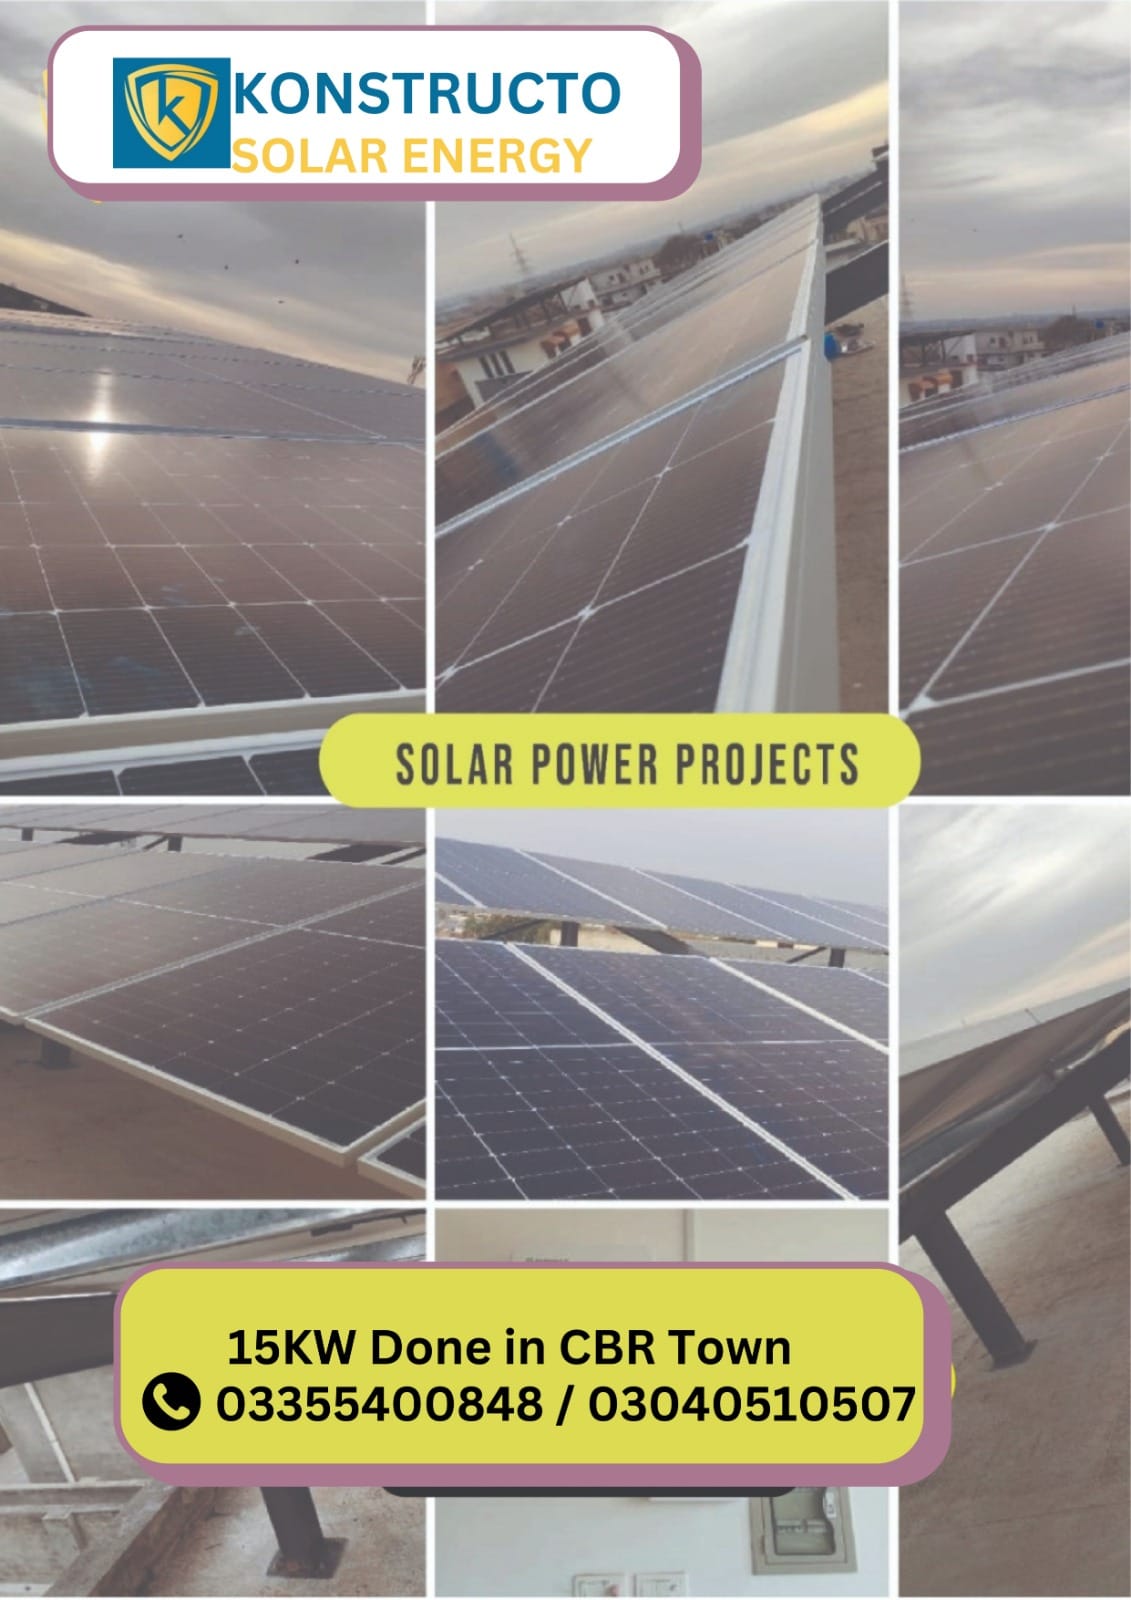 KONSTRUCTO
SOLAR ENERGY
SOLAR POWER PROJECTS
15KW Done in CBR Town
03355400848 / 03040510507